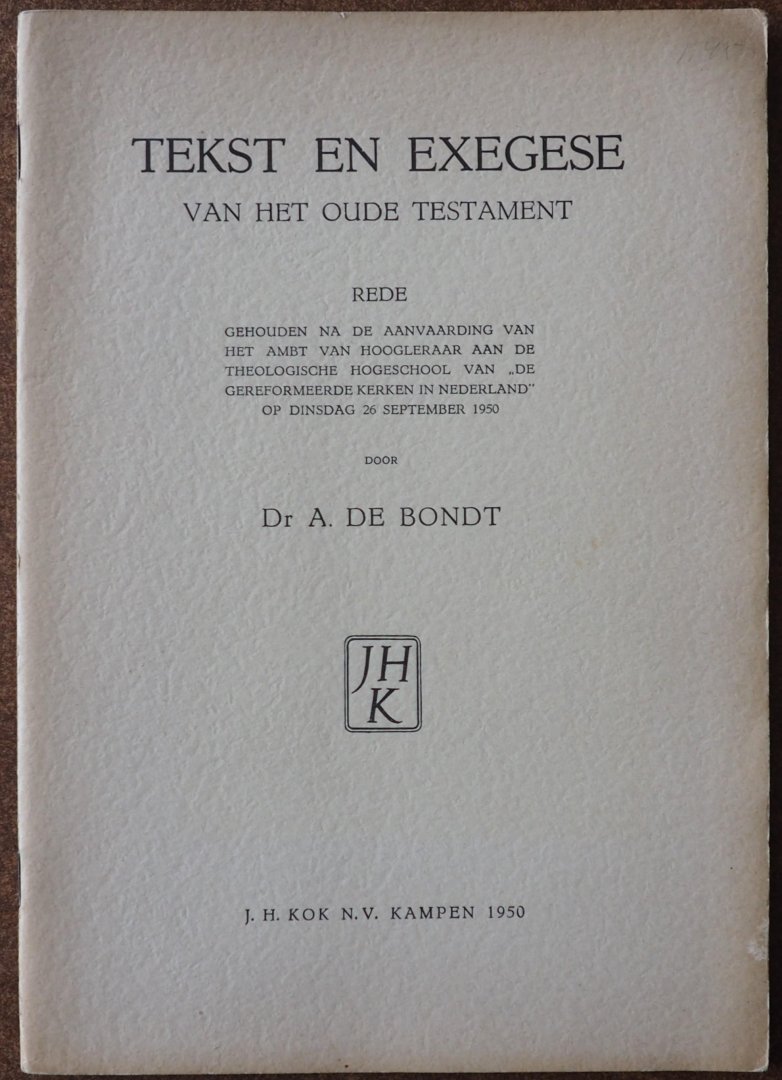 TEKST EN EXEGESE
VAN HET OUDE TESTAMENT
REDE
GEHOUDEN NA DE AANVAARDING VAN
HET AMBT VAN HOOGLERAAR AAN DE
THEOLOGISCHE HOGESCHOOL VAN „DE
GEREFORMEERDE KERKEN IN NEDERLAND"
OP DINSDAG 26 SEPTEMBER 1950
DOOR
Dr A. DE BONDT
JH
K
J. H. KOK N.V. KAMPEN 1950